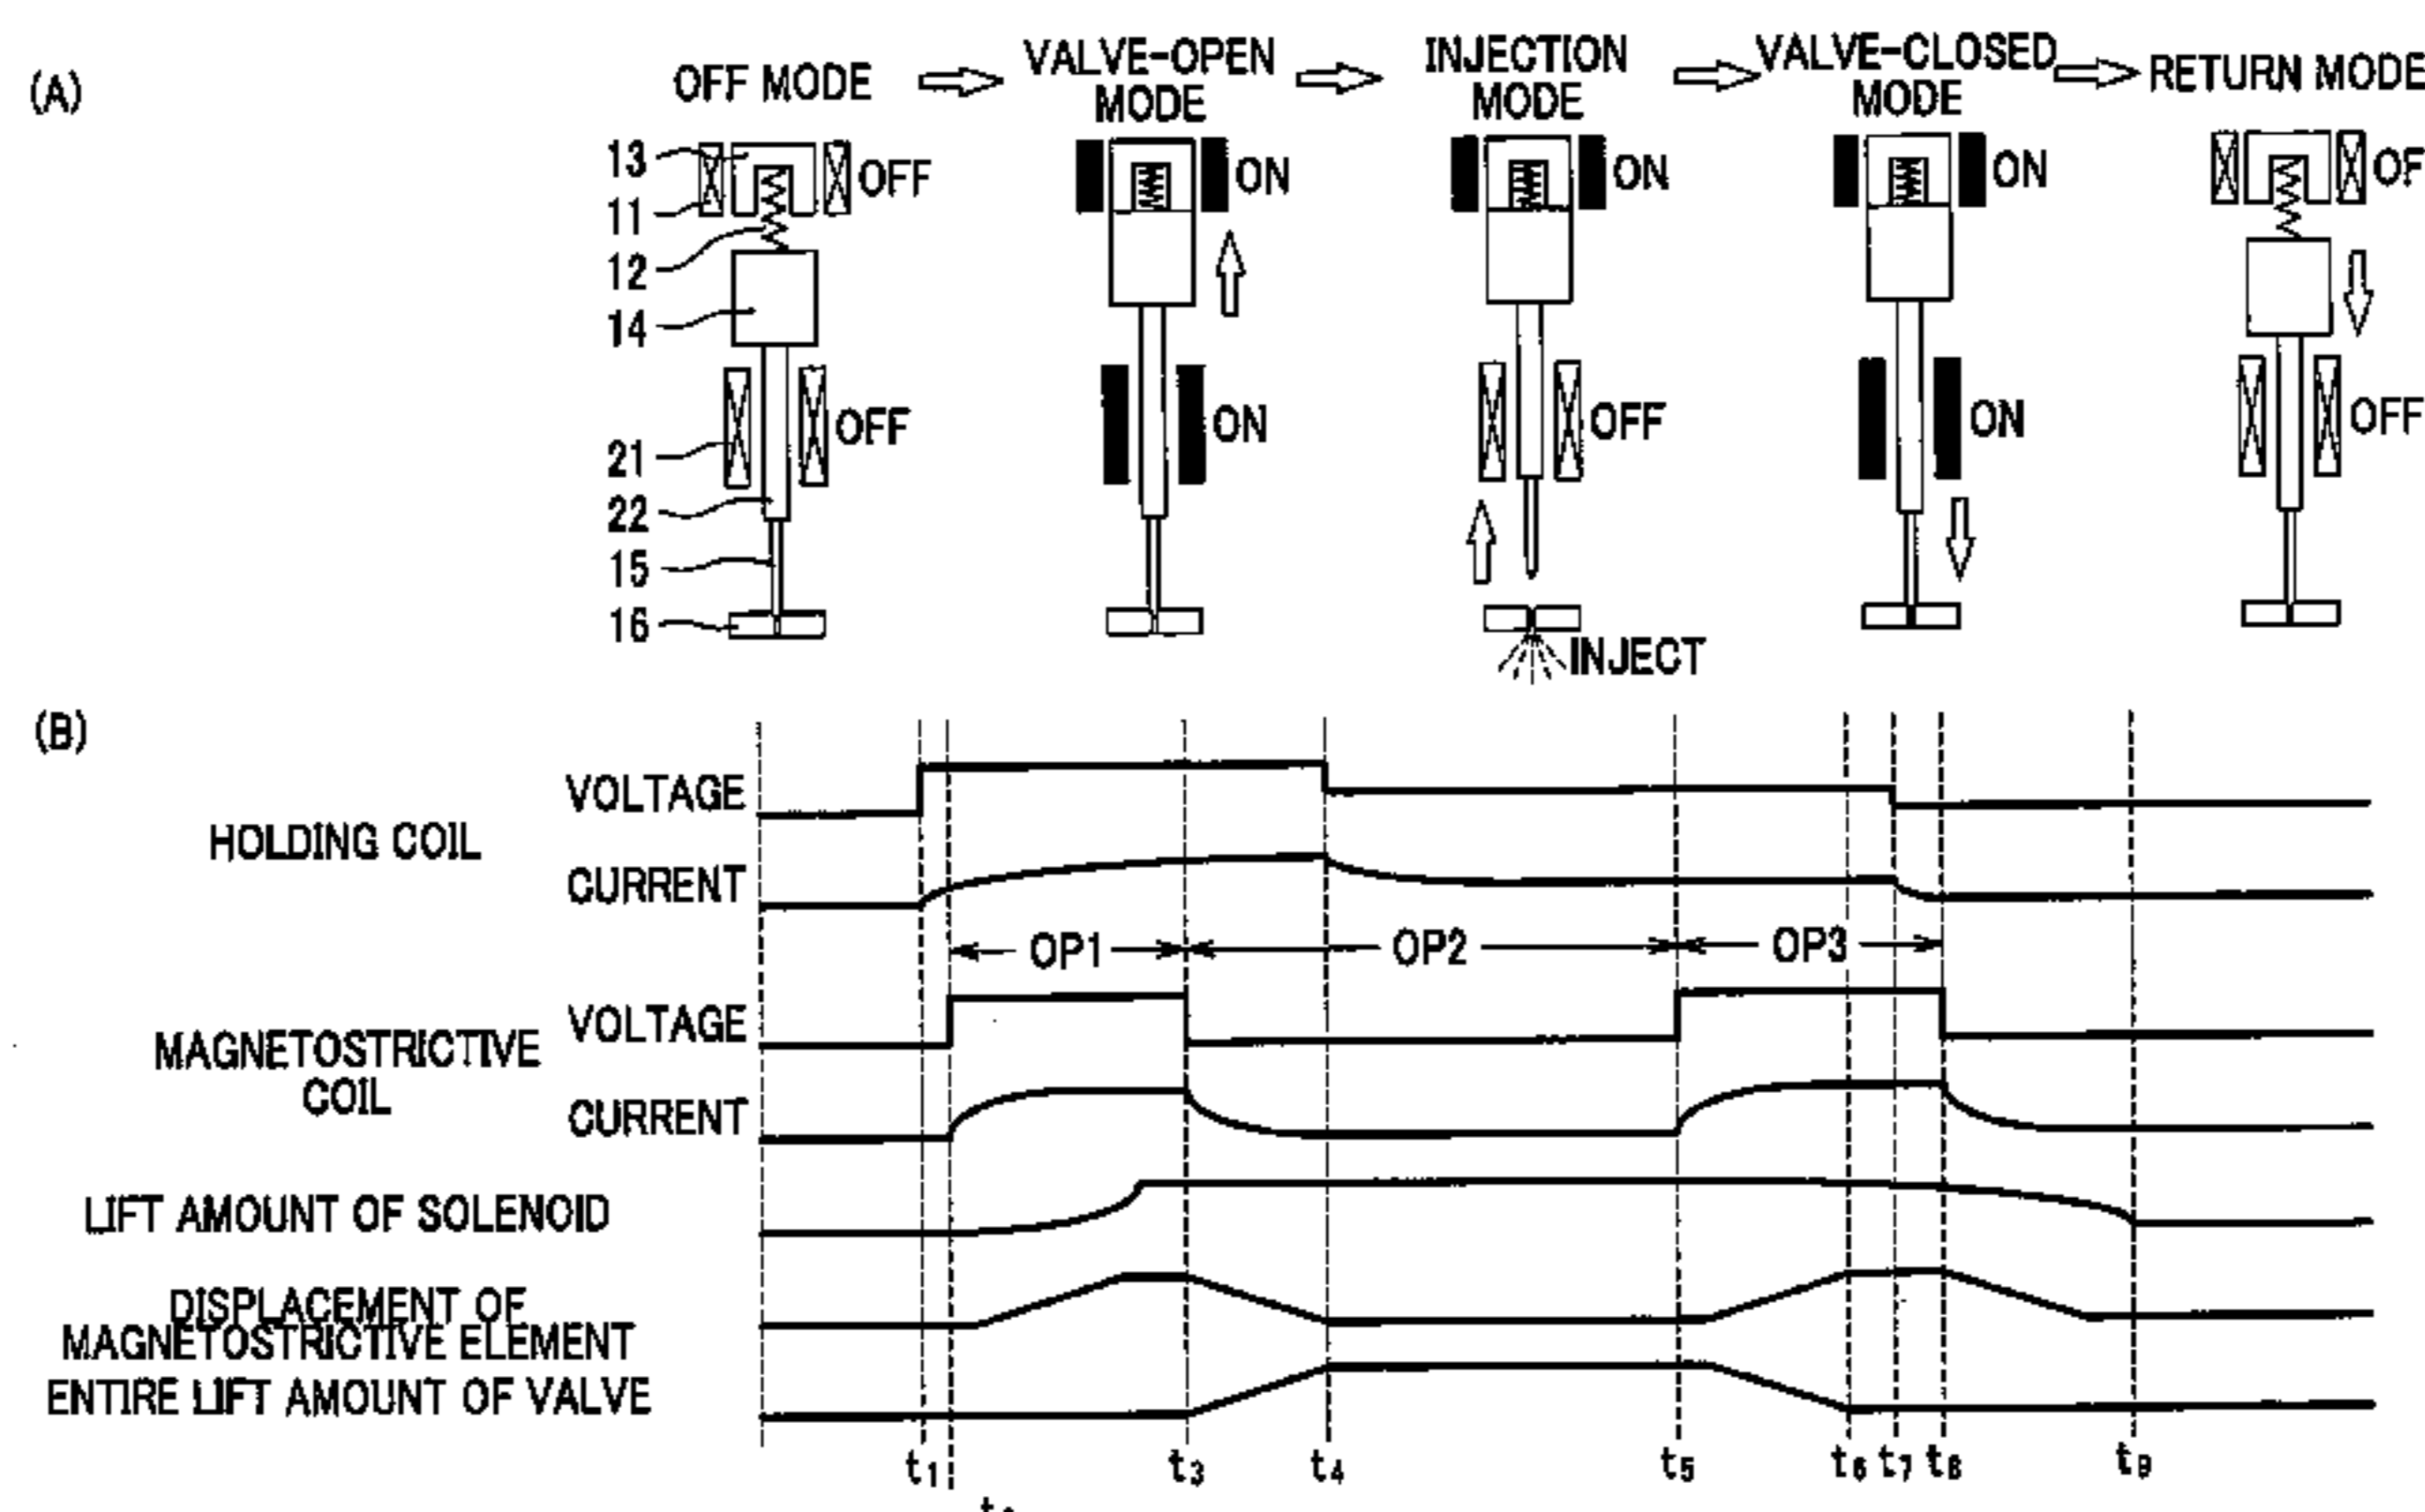 (A)
OFF MODE
VALVE-OPEN
MODE
INJECTION
MODE
VALVE-CLOSED
MODE
RETURN MODE
13
11
12
14
21
22
15
16
OFF
OFF
ON
ON
ON
OFF
INJECT
ON
ON
OF
OFF
(B)
HOLDING COIL
VOLTAGE
CURRENT
OP1
OP2
OP3
MAGNETOSTRICTIVE
COIL
VOLTAGE
CURRENT
LIFT AMOUNT OF SOLENOID
DISPLACEMENT OF
MAGNETOSTRICTIVE ELEMENT
ENTIRE LIFT AMOUNT OF VALVE
t1 t3 t4 t5 t6 t7 t8 t9